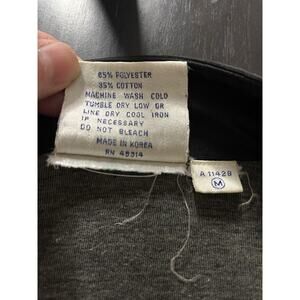 65% POLYESTER
35% COTTON
MACHINE WASH COLD
TUMBLE DRY LOW OR
LINE DRY COOL IRON
IF NECESSARY
DO NOT BLEACH
MADE IN KOREA
RN 48314
A 11428
M